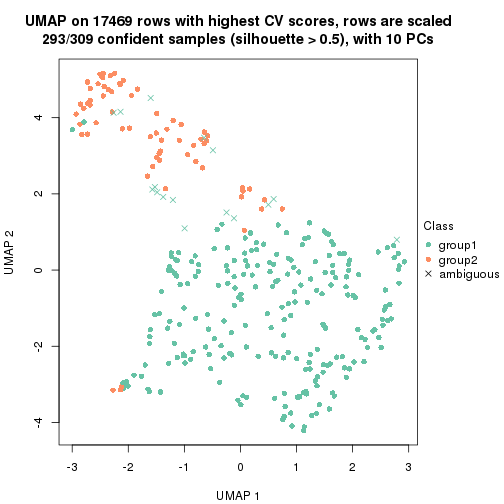 UMAP on 17469 rows with highest CV scores, rows are scaled
293/309 confident samples (silhouette > 0.5), with 10 PCs
4
2
0
-2
-4
UMAP 2
-3
-2
-1
0
1
2
3
UMAP 1
Class
group1
group2
ambiguous